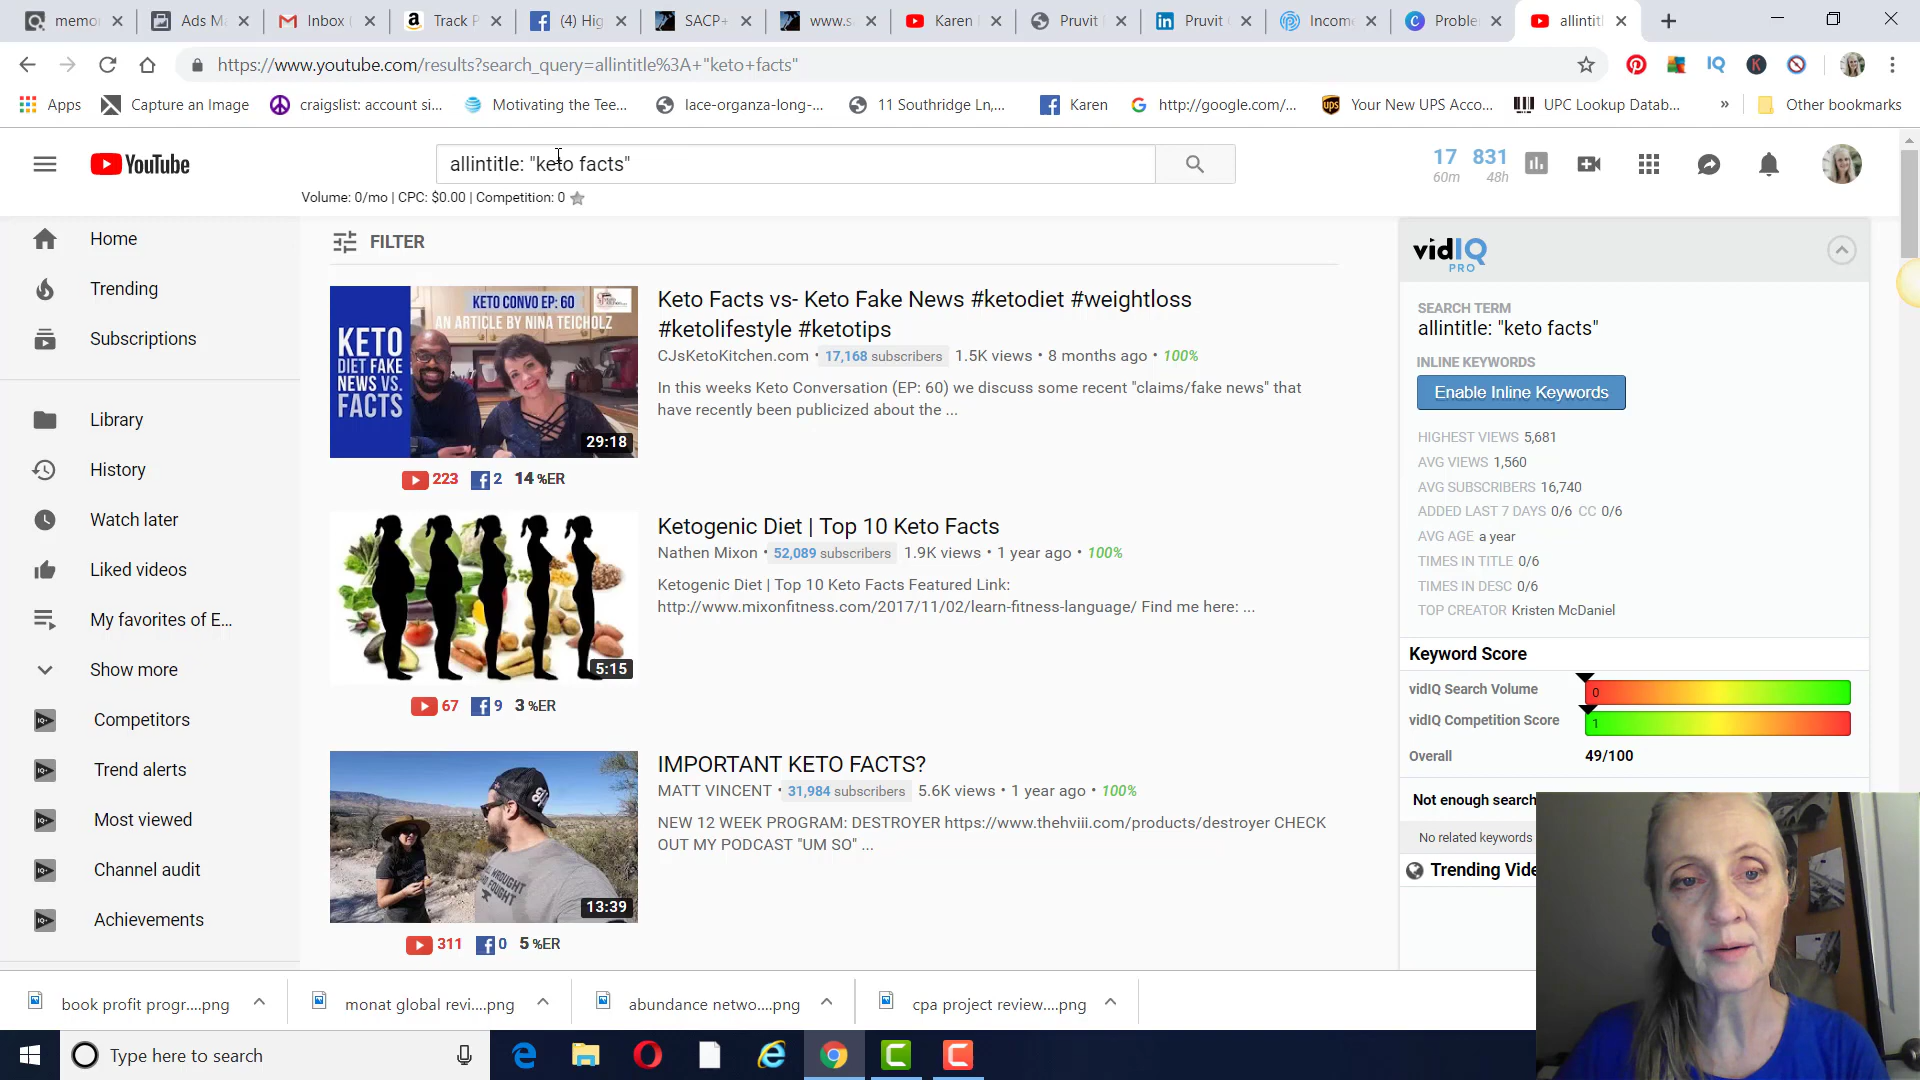 memo
Ads M
Inbox (
Track P
(4) Hig
SACP+
www.s
Karen
Pruvit
Pruvit
Incom
Proble
allintitl
https://www.youtube.com/results?search_query=allintitle%3A+"keto+facts"
Apps
Capture an Image
craigslist: account si...
Motivating the Tee...
lace-organza-long-...
11 Southridge Ln,...
Karen
http://google.com/...
Your New UPS Acco...
UPC Lookup Datab...
»
Other bookmarks
YouTube
allintitle: "keto facts"
17 831
60m 48h
Volume: 0/mo | CPC: $0.00 | Competition: 0
Home
Trending
Subscriptions
Library
History
Watch later
Liked videos
My favorites of E...
Show more
Competitors
Trend alerts
Most viewed
Channel audit
Achievements
FILTER
KETO CONVO EP: 60
AN ARTICLE BY NINA TEICHOLZ
KETO
DIET FAKE
NEWS VS.
FACTS
29:18
223 2 14 %ER
Keto Facts vs- Keto Fake News #ketodiet #weightloss
#ketolifestyle #ketotips
CJsKetoKitchen.com • 17,168 subscribers 1.5K views • 8 months ago • 100%
In this weeks Keto Conversation (EP: 60) we discuss some recent "claims/fake news" that
have recently been publicized about the ...
5:15
67 9 3 %ER
Ketogenic Diet | Top 10 Keto Facts
Nathen Mixon • 52,089 subscribers 1.9K views • 1 year ago • 100%
Ketogenic Diet | Top 10 Keto Facts Featured Link:
http://www.mixonfitness.com/2017/11/02/learn-fitness-language/ Find me here: ...
13:39
311 0 5 %ER
IMPORTANT KETO FACTS?
MATT VINCENT • 31,984 subscribers 5.6K views • 1 year ago • 100%
NEW 12 WEEK PROGRAM: DESTROYER https://www.thehviii.com/products/destroyer CHECK
OUT MY PODCAST "UM SO" ...
vidIQ
PRO
SEARCH TERM
allintitle: "keto facts"
INLINE KEYWORDS
Enable Inline Keywords
HIGHEST VIEWS 5,681
AVG VIEWS 1,560
AVG SUBSCRIBERS 16,740
ADDED LAST 7 DAYS 0/6 CC 0/6
AVG AGE a year
TIMES IN TITLE 0/6
TIMES IN DESC 0/6
TOP CREATOR Kristen McDaniel
Keyword Score
vidIQ Search Volume 0
vidIQ Competition Score 1
Overall 49/100
Not enough search
No related keywords
Trending Vide
book profit progr....png
monat global revi....png
abundance netwo....png
cpa project review....png
Type here to search